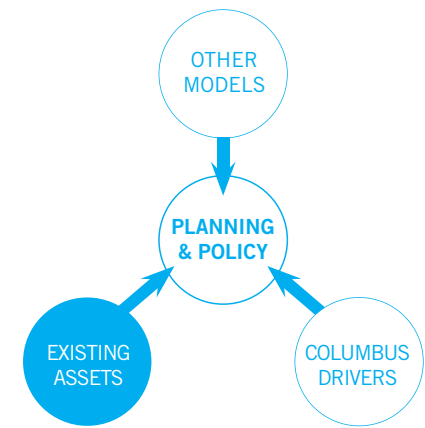 OTHER
MODELS
PLANNING
& POLICY
EXISTING
ASSETS
COLUMBUS
DRIVERS